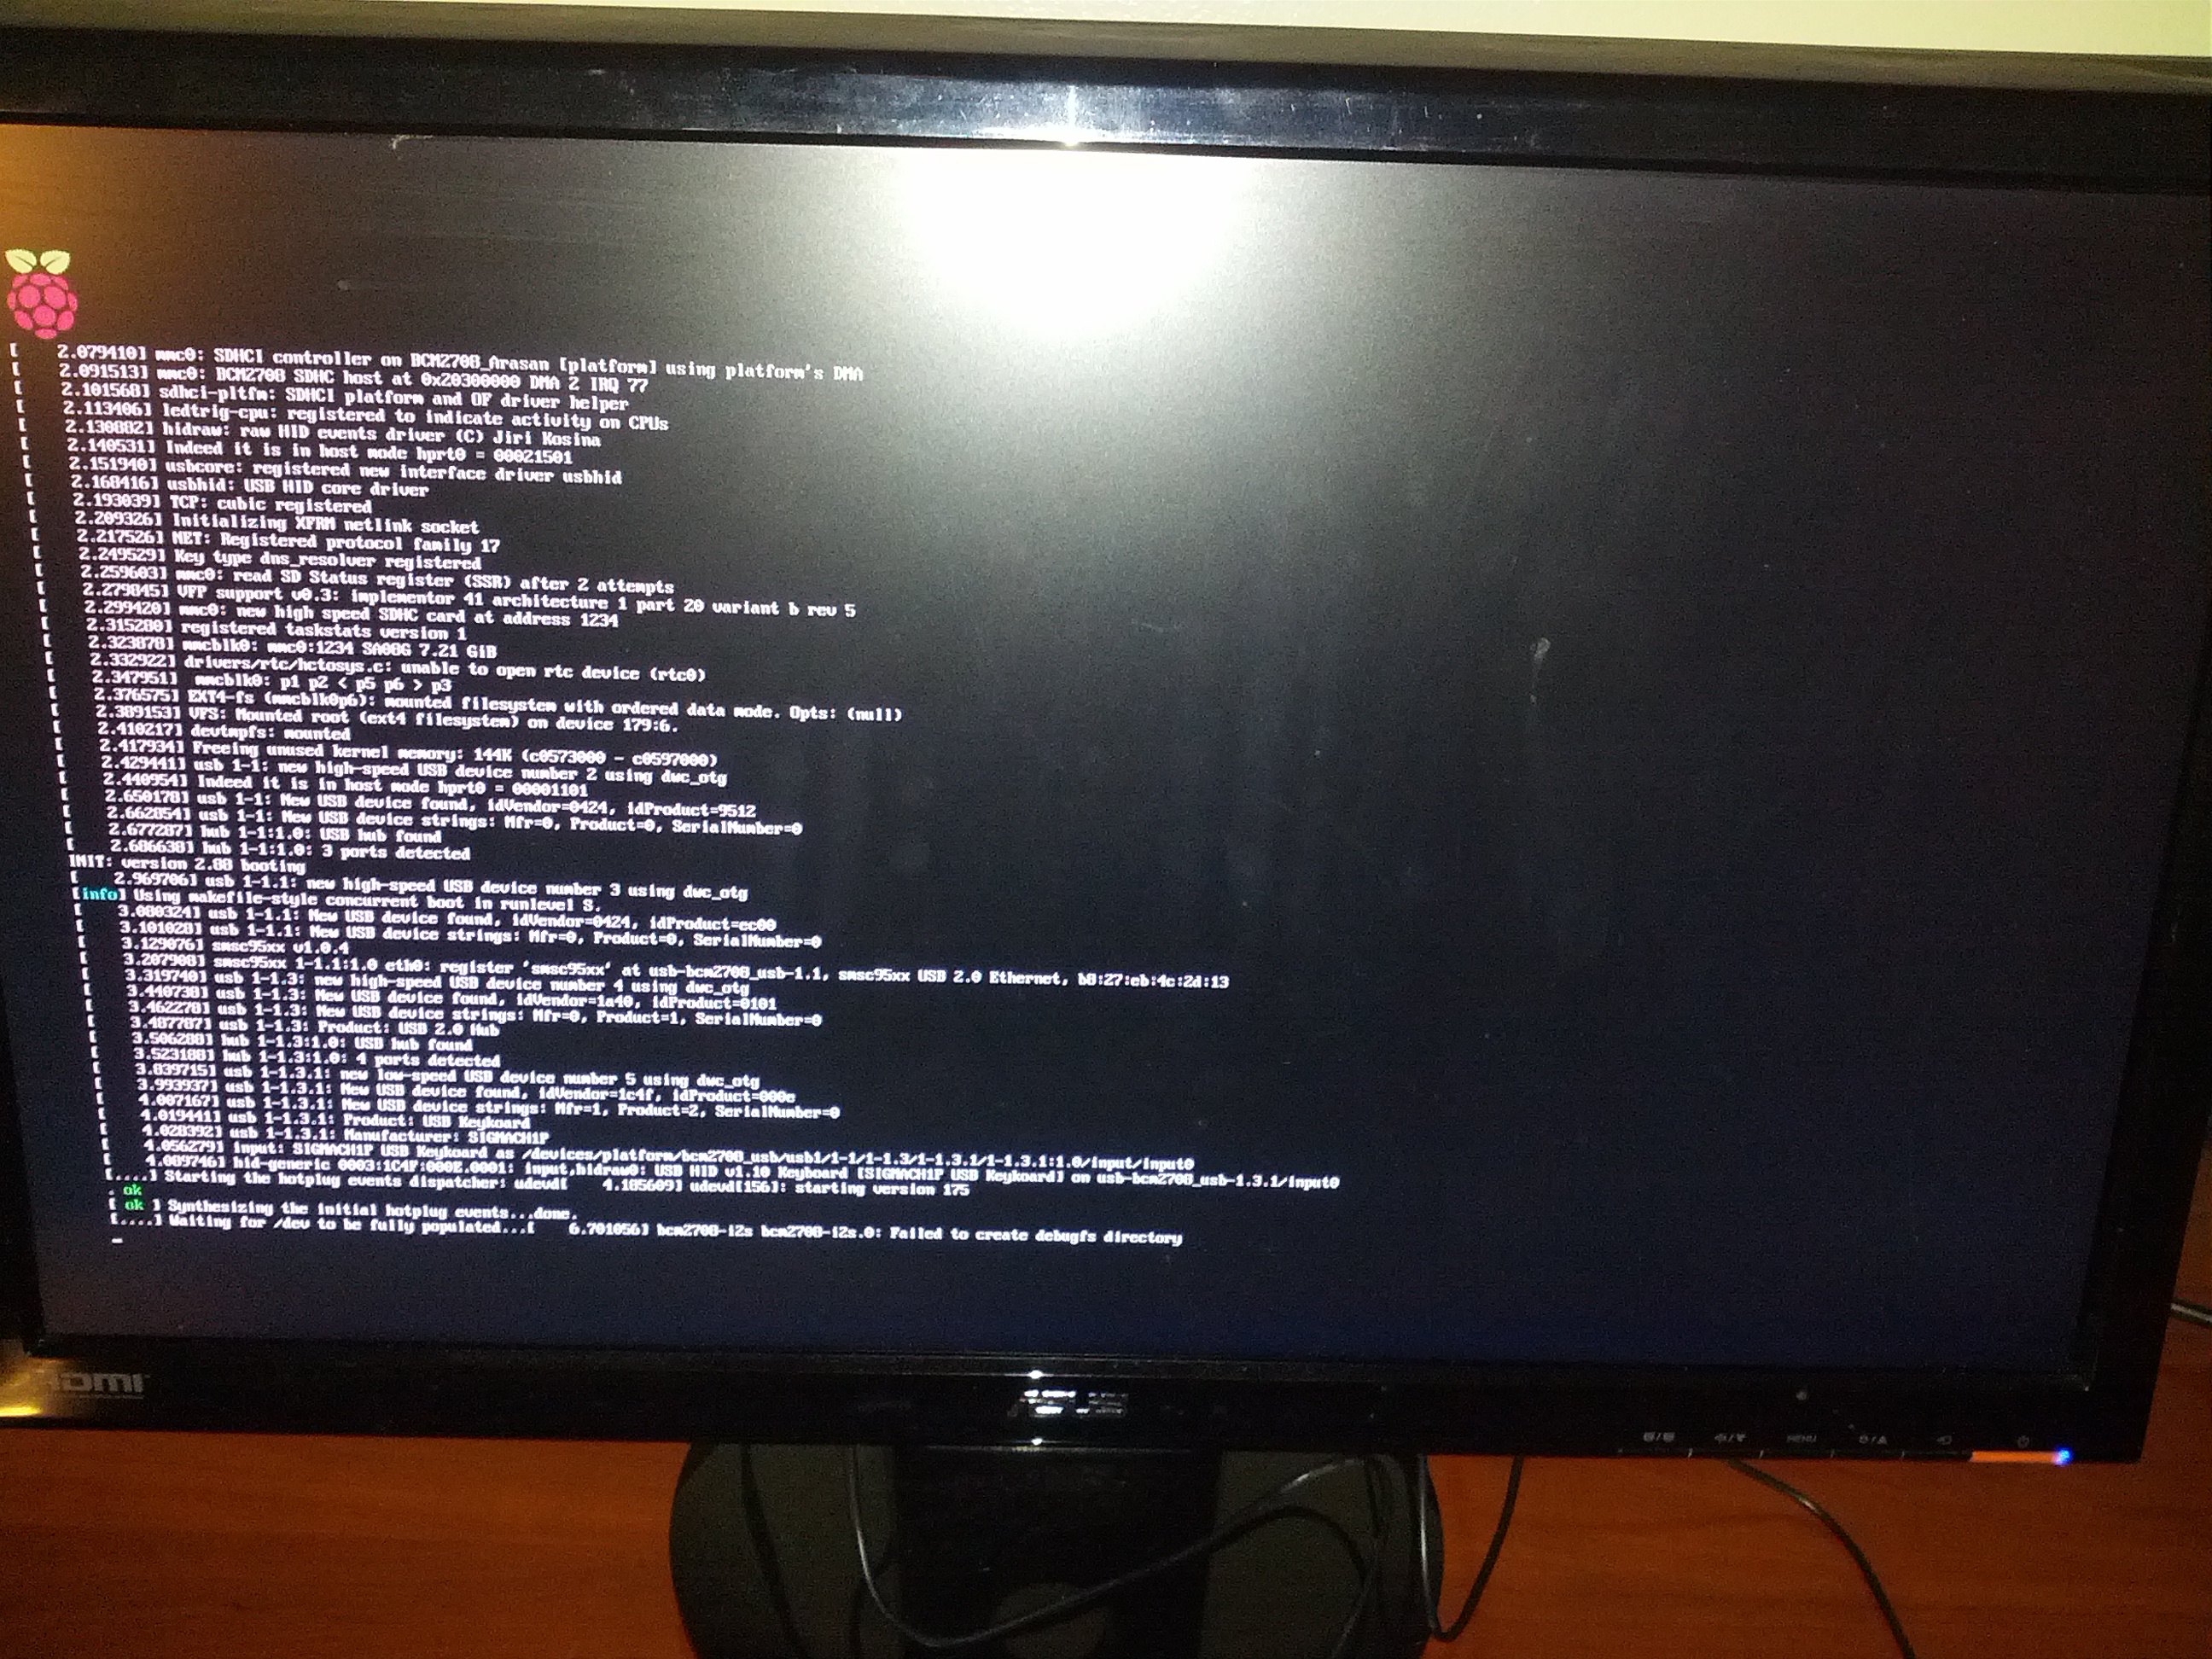 [    2.079410] mmc0: SDHCI controller on BCM2708_Arasan [platform] using platform's DMA
[    2.091513] mmc0: BCM2708 SDHC host at 0x20300000 DMA 2 IRQ 77
[    2.101568] sdhci-pltfm: SDHCI platform and OF driver helper
[    2.113406] ledtrig-cpu: registered to indicate activity on CPUs
[    2.130882] hidraw: raw HID events driver (C) Jiri Kosina
[    2.140531] Indeed it is in host mode hprt0 = 00021501
[    2.151940] usbcore: registered new interface driver usbhid
[    2.168416] usbhid: USB HID core driver
[    2.193039] TCP: cubic registered
[    2.209326] Initializing XFRM netlink socket
[    2.217526] NET: Registered protocol family 17
[    2.249529] Key type dns_resolver registered
[    2.259603] mmc0: read SD Status register (SSR) after 2 attempts
[    2.279845] VFP support v0.3: implementor 41 architecture 1 part 20 variant b rev 5
[    2.299420] mmc0: new high speed SDHC card at address 1234
[    2.315280] registered taskstats version 1
[    2.323878] mmcblk0: mmc0:1234 SA08G 7.21 GiB
[    2.332922] drivers/rtc/hctosys.c: unable to open rtc device (rtc0)
[    2.347951]  mmcblk0: p1 p2 < p5 p6 > p3
[    2.376575] EXT4-fs (mmcblk0p6): mounted filesystem with ordered data mode. Opts: (null)
[    2.389153] VFS: Mounted root (ext4 filesystem) on device 179:6.
[    2.410217] devtmpfs: mounted
[    2.417934] Freeing unused kernel memory: 144K (c0573000 - c0597000)
[    2.429441] usb 1-1: new high-speed USB device number 2 using dwc_otg
[    2.440954] Indeed it is in host mode hprt0 = 00001101
[    2.650178] usb 1-1: New USB device found, idVendor=0424, idProduct=9512
[    2.662854] usb 1-1: New USB device strings: Mfr=0, Product=0, SerialNumber=0
[    2.677287] hub 1-1:1.0: USB hub found
[    2.686638] hub 1-1:1.0: 3 ports detected
INIT: version 2.88 booting
[    2.969706] usb 1-1.1: new high-speed USB device number 3 using dwc_otg
[info] Using makefile-style concurrent boot in runlevel S.
[    3.080324] usb 1-1.1: New USB device found, idVendor=0424, idProduct=ec00
[    3.101028] usb 1-1.1: New USB device strings: Mfr=0, Product=0, SerialNumber=0
[    3.129076] smsc95xx v1.0.4
[    3.207908] smsc95xx 1-1.1:1.0 eth0: register 'smsc95xx' at usb-bcm2708_usb-1.1, smsc95xx USB 2.0 Ethernet, b8:27:eb:4c:2d:13
[    3.319740] usb 1-1.3: new high-speed USB device number 4 using dwc_otg
[    3.440738] usb 1-1.3: New USB device found, idVendor=1a40, idProduct=0101
[    3.462278] usb 1-1.3: New USB device strings: Mfr=0, Product=1, SerialNumber=0
[    3.487787] usb 1-1.3: Product: USB 2.0 Hub
[    3.506288] hub 1-1.3:1.0: USB hub found
[    3.523188] hub 1-1.3:1.0: 4 ports detected
[    3.839715] usb 1-1.3.1: new low-speed USB device number 5 using dwc_otg
[    3.993937] usb 1-1.3.1: New USB device found, idVendor=1c4f, idProduct=000e
[    4.007167] usb 1-1.3.1: New USB device strings: Mfr=1, Product=2, SerialNumber=0
[    4.019441] usb 1-1.3.1: Product: USB Keykoard
[    4.028392] usb 1-1.3.1: Manufacturer: SIGMACH1P
[    4.056279] input: SIGMACH1P USB Keykoard as /devices/platform/bcm2708_usb/usb1/1-1/1-1.3/1-1.3.1/1-1.3.1:1.0/input/input0
[    4.089746] hid-generic 0003:1C4F:000E.0001: input,hidraw0: USB HID v1.10 Keyboard [SIGMACH1P USB Keykoard] on usb-bcm2708_usb-1.3.1/input0
[....] Starting the hotplug events dispatcher: udevd[    4.185609] udevd[156]: starting version 175
. ok
[ ok ] Synthesizing the initial hotplug events...done.
[....] Waiting for /dev to be fully populated...[    6.701056] bcm2708-i2s bcm2708-i2s.0: Failed to create debugfs directory
HDMI
ASUS
MENU